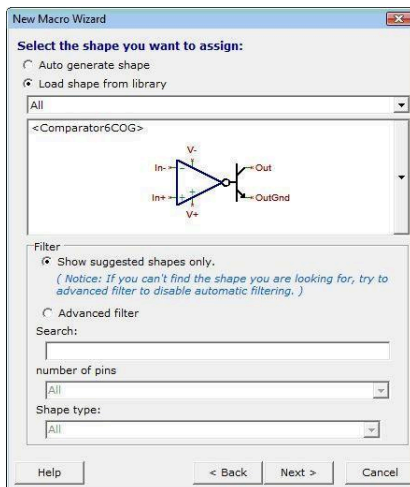 New Macro Wizard
Select the shape you want to assign:
Auto generate shape
Load shape from library
All
<Comparator6COG>
V-
In-
Out
In+
OutGnd
V+
Filter
Show suggested shapes only.
( Notice: If you can't find the shape you are looking for, try to
advanced filter to disable automatic filtering. )
Advanced filter
Search:
number of pins
All
Shape type:
All
Help
< Back
Next >
Cancel